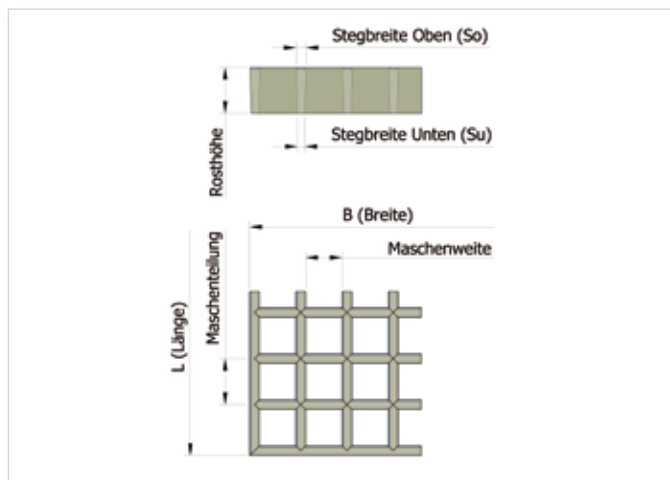 Stegbreite Oben (So)
Rosthöhe
Stegbreite Unten (Su)
B (Breite)
Maschenweite
Maschenteilung
L (Länge)